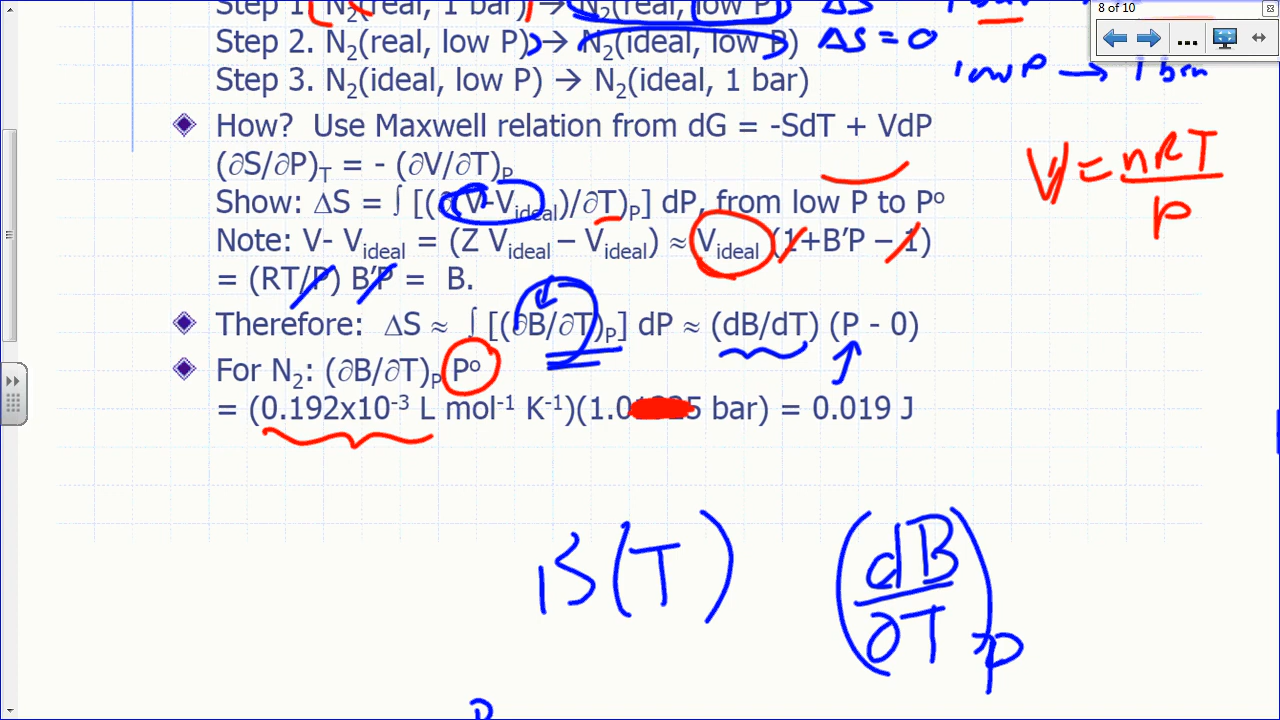 Step 1. N₂(real, 1 bar) → N₂(real, low P) ΔS
8 of 10
Step 2. N₂(real, low P) → N₂(ideal, low P) ΔS = 0
low P → 1 bar
Step 3. N₂(ideal, low P) → N₂(ideal, 1 bar)
How? Use Maxwell relation from dG = -SdT + VdP
V = nRT/P
(∂S/∂P)T = - (∂V/∂T)P
Show: ΔS = ∫ [(∂(V-Videal)/∂T)P] dP, from low P to Pº
Note: V- Videal = (Z Videal – Videal) ≈ Videal (1+B′P – 1)
= (RT/P) B′P = B.
Therefore: ΔS ≈ ∫ [(∂B/∂T)P] dP ≈ (dB/dT) (P - 0)
For N₂: (∂B/∂T)P Pº
= (0.192x10⁻³ L mol⁻¹ K⁻¹)(1.0 5 bar) = 0.019 J
B(T) (dB/∂T)P